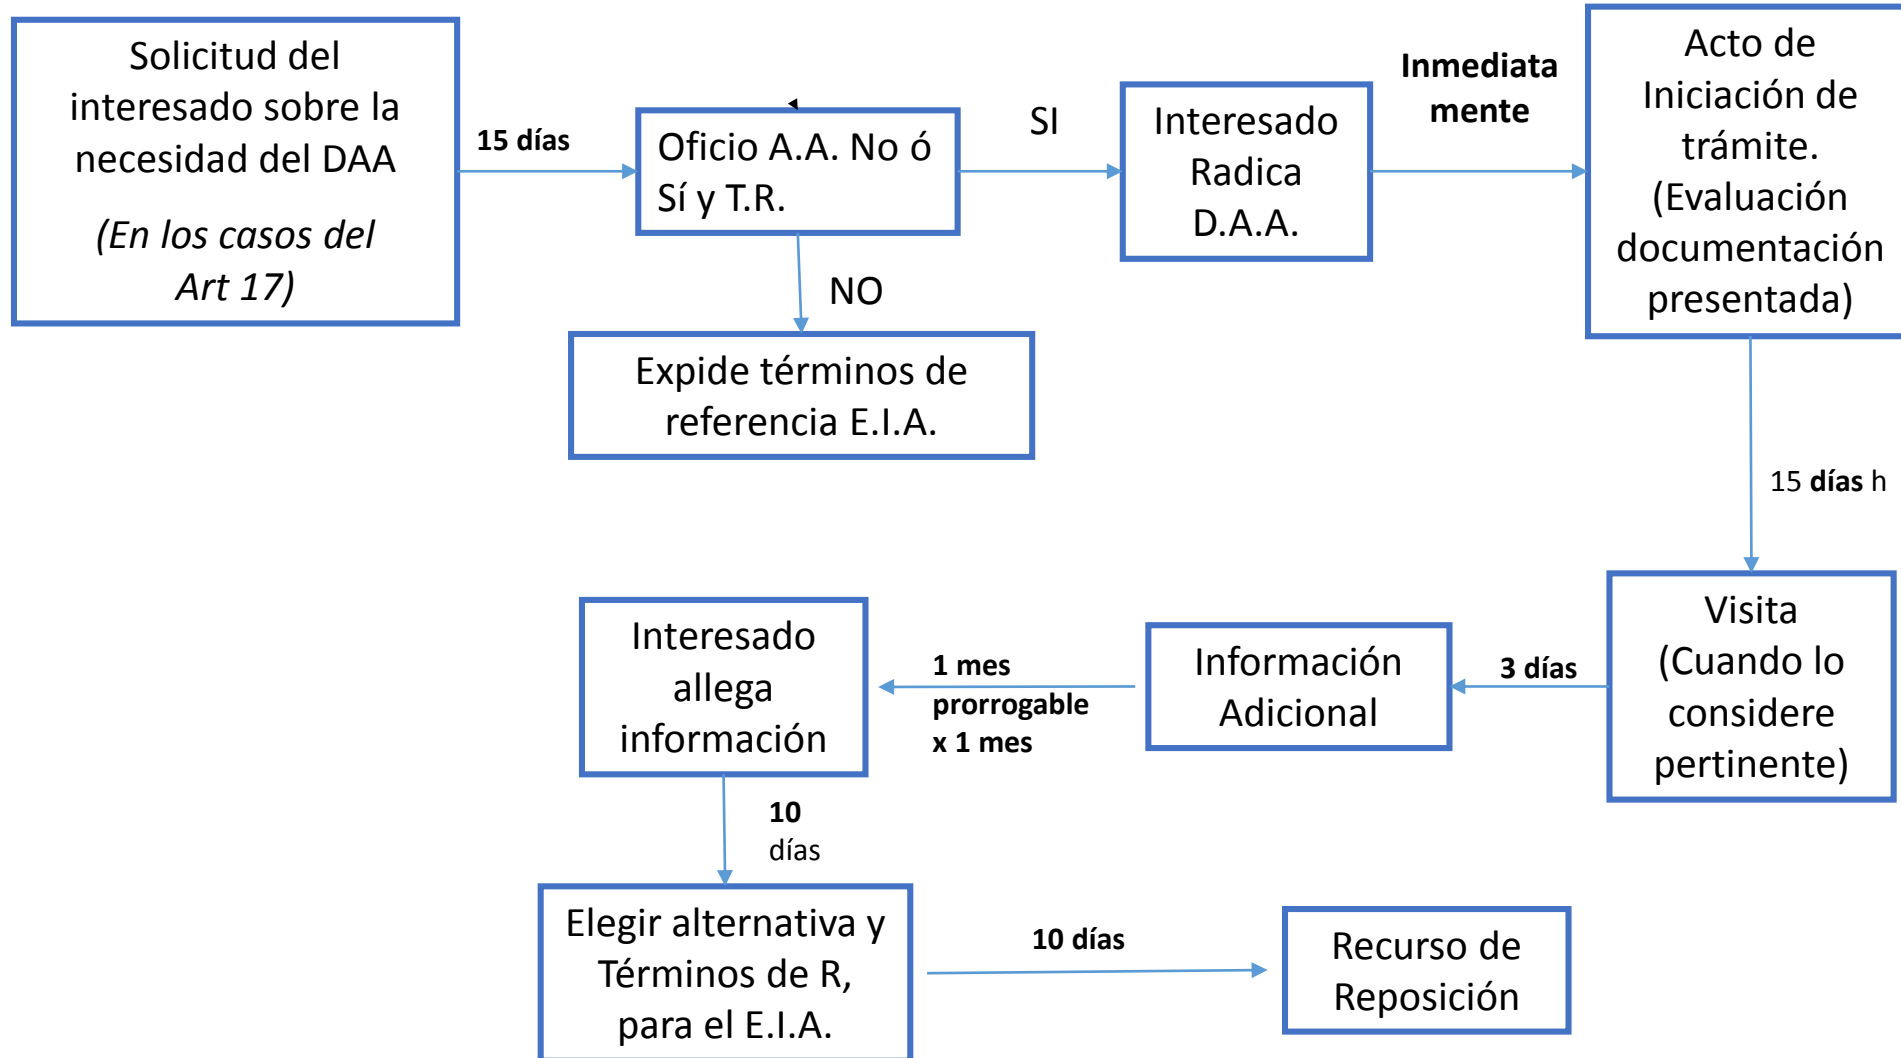 Solicitud del
interesado sobre la
necesidad del DAA
(En los casos del
Art 17)
15 días
Oficio A.A. No ó
Sí y T.R.
SI
NO
Expide términos de
referencia E.I.A.
Interesado
Radica
D.A.A.
Inmediata
mente
Acto de
Iniciación de
trámite.
(Evaluación
documentación
presentada)
15 días h
Visita
(Cuando lo
considere
pertinente)
3 días
Información
Adicional
1 mes
prorrogable
x 1 mes
Interesado
allega
información
10
días
Elegir alternativa y
Términos de R,
para el E.I.A.
10 días
Recurso de
Reposición